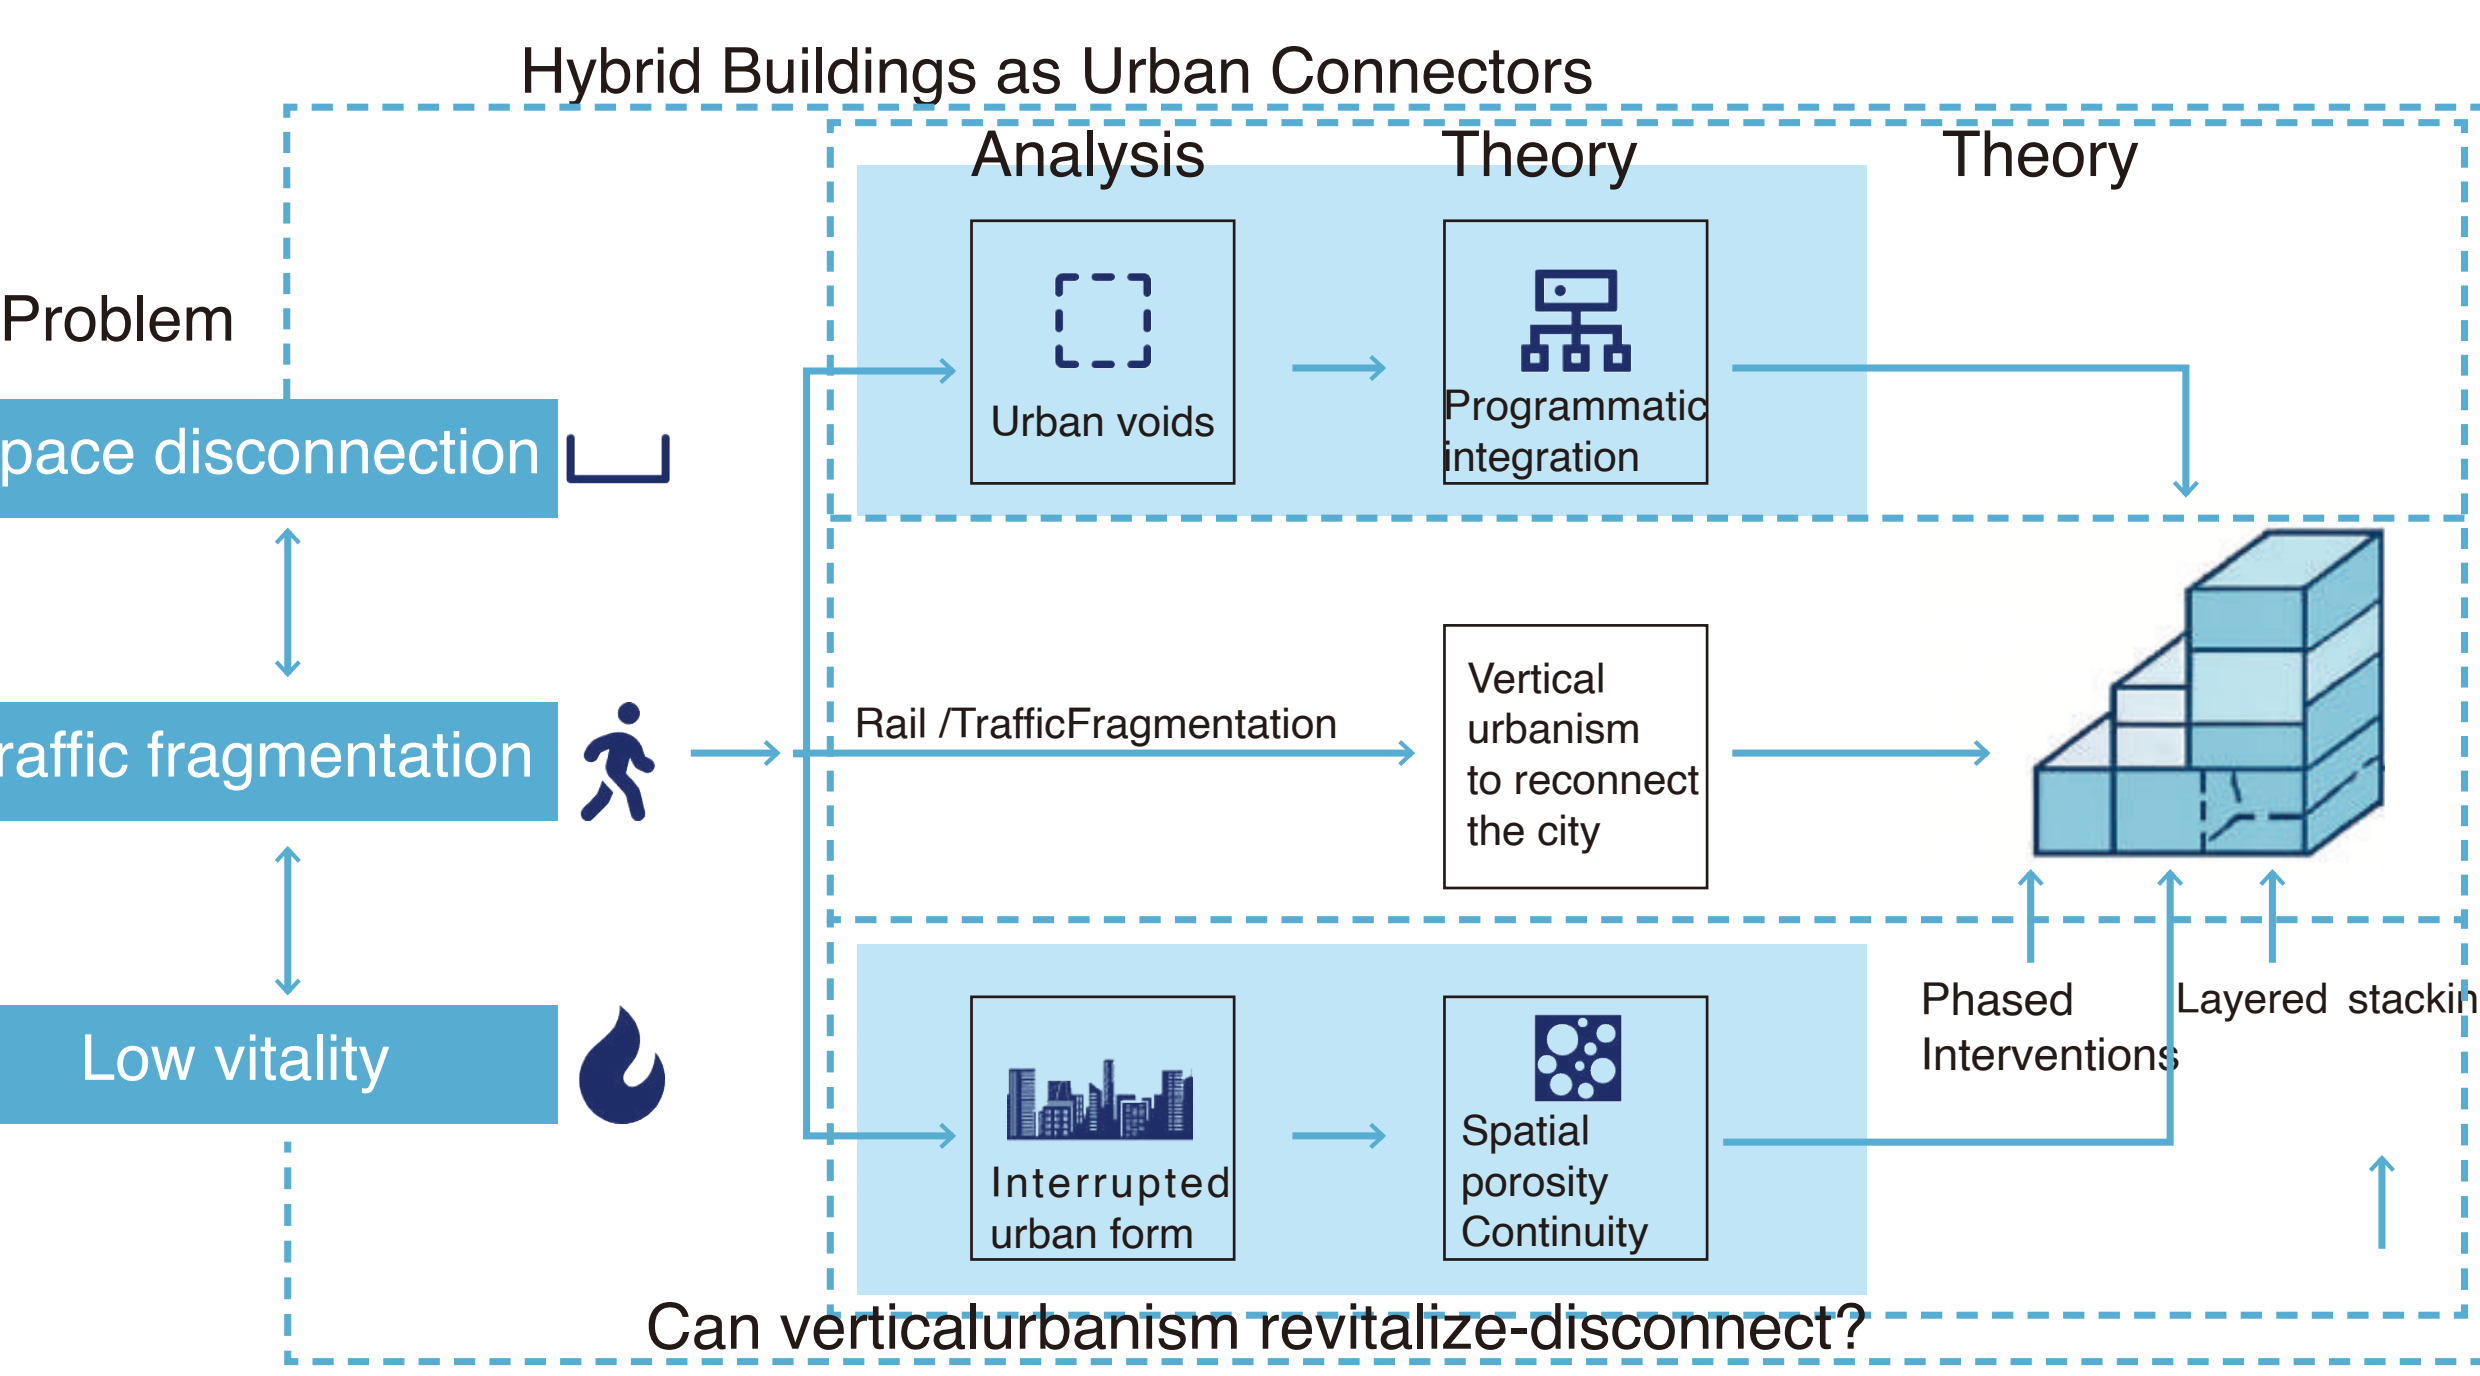 Hybrid Buildings as Urban Connectors
Analysis
Theory
Theory
Problem
pace disconnection
raffic fragmentation
Low vitality
Urban voids
Programmatic
integration
Rail /TrafficFragmentation
Vertical
urbanism
to reconnect
the city
Interrupted
urban form
Spatial
porosity
Continuity
Phased
Interventions
Layered stackin
Can verticalurbanism revitalize-disconnect?